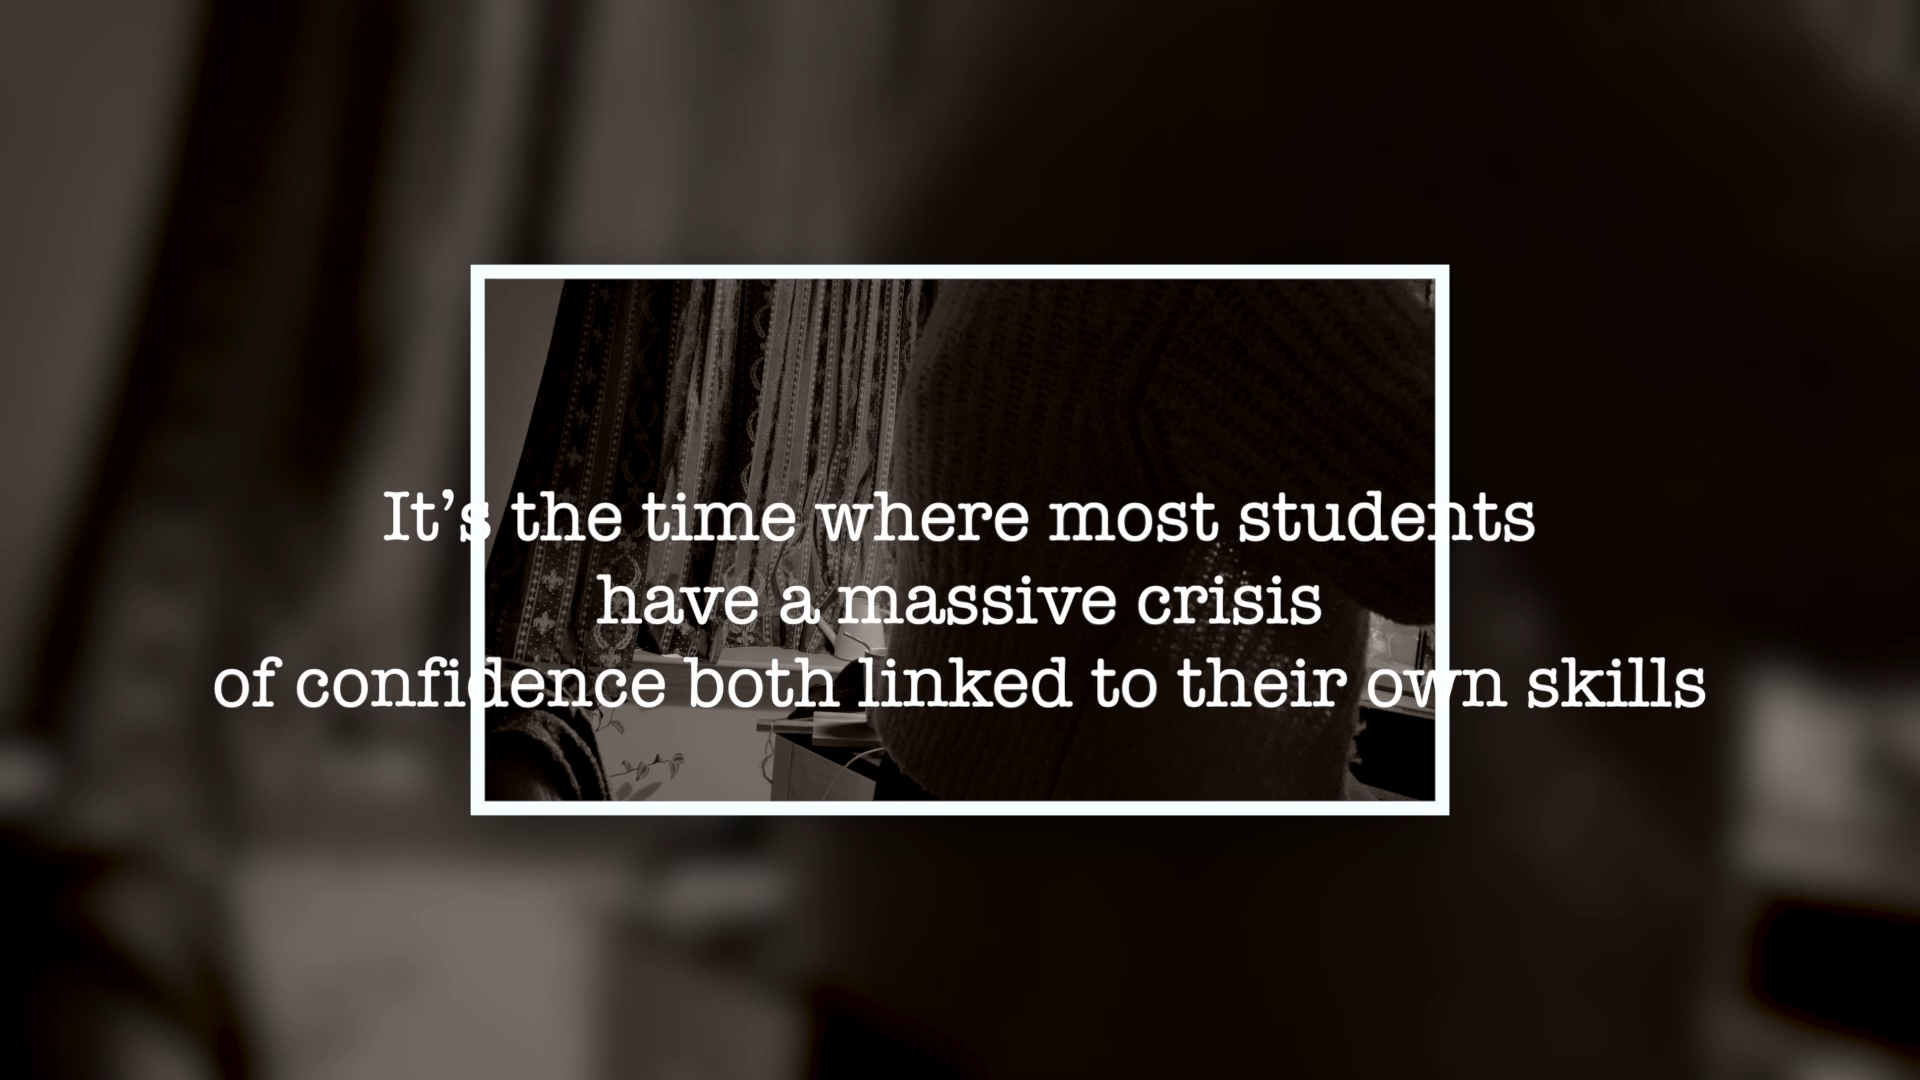 It’s the time where most students
have a massive crisis
of confidence both linked to their own skills